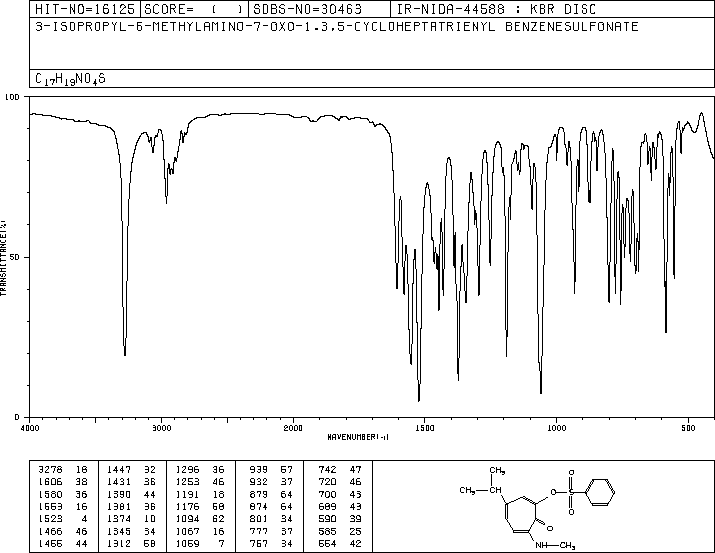 HIT-NO=16125 SCORE= ( ) SDBS-NO=30463 IR-NIDA-44588 : KBR DISC
3-ISOPROPYL-6-METHYLAMINO-7-OXO-1,3,5-CYCLOHEPTATRIENYL BENZENESULFONATE
C17H19NO4S
100
50
0
TRANSMITTANCE(%)
4000 3000 2000 1500 1000 500
WAVENUMBER(-1)
3278 18 1447 32 1296 36 939 57 742 47
1606 38 1431 36 1253 46 932 37 720 46
1580 36 1390 44 1191 18 879 64 700 43
1553 16 1381 36 1176 58 874 64 689 43
1523 4 1374 10 1094 62 801 34 590 39
1466 46 1345 34 1067 16 777 37 585 25
1455 44 1312 58 1059 7 757 34 554 42
CH3
CH3
CH
O
S
O
O
O
NH
CH3